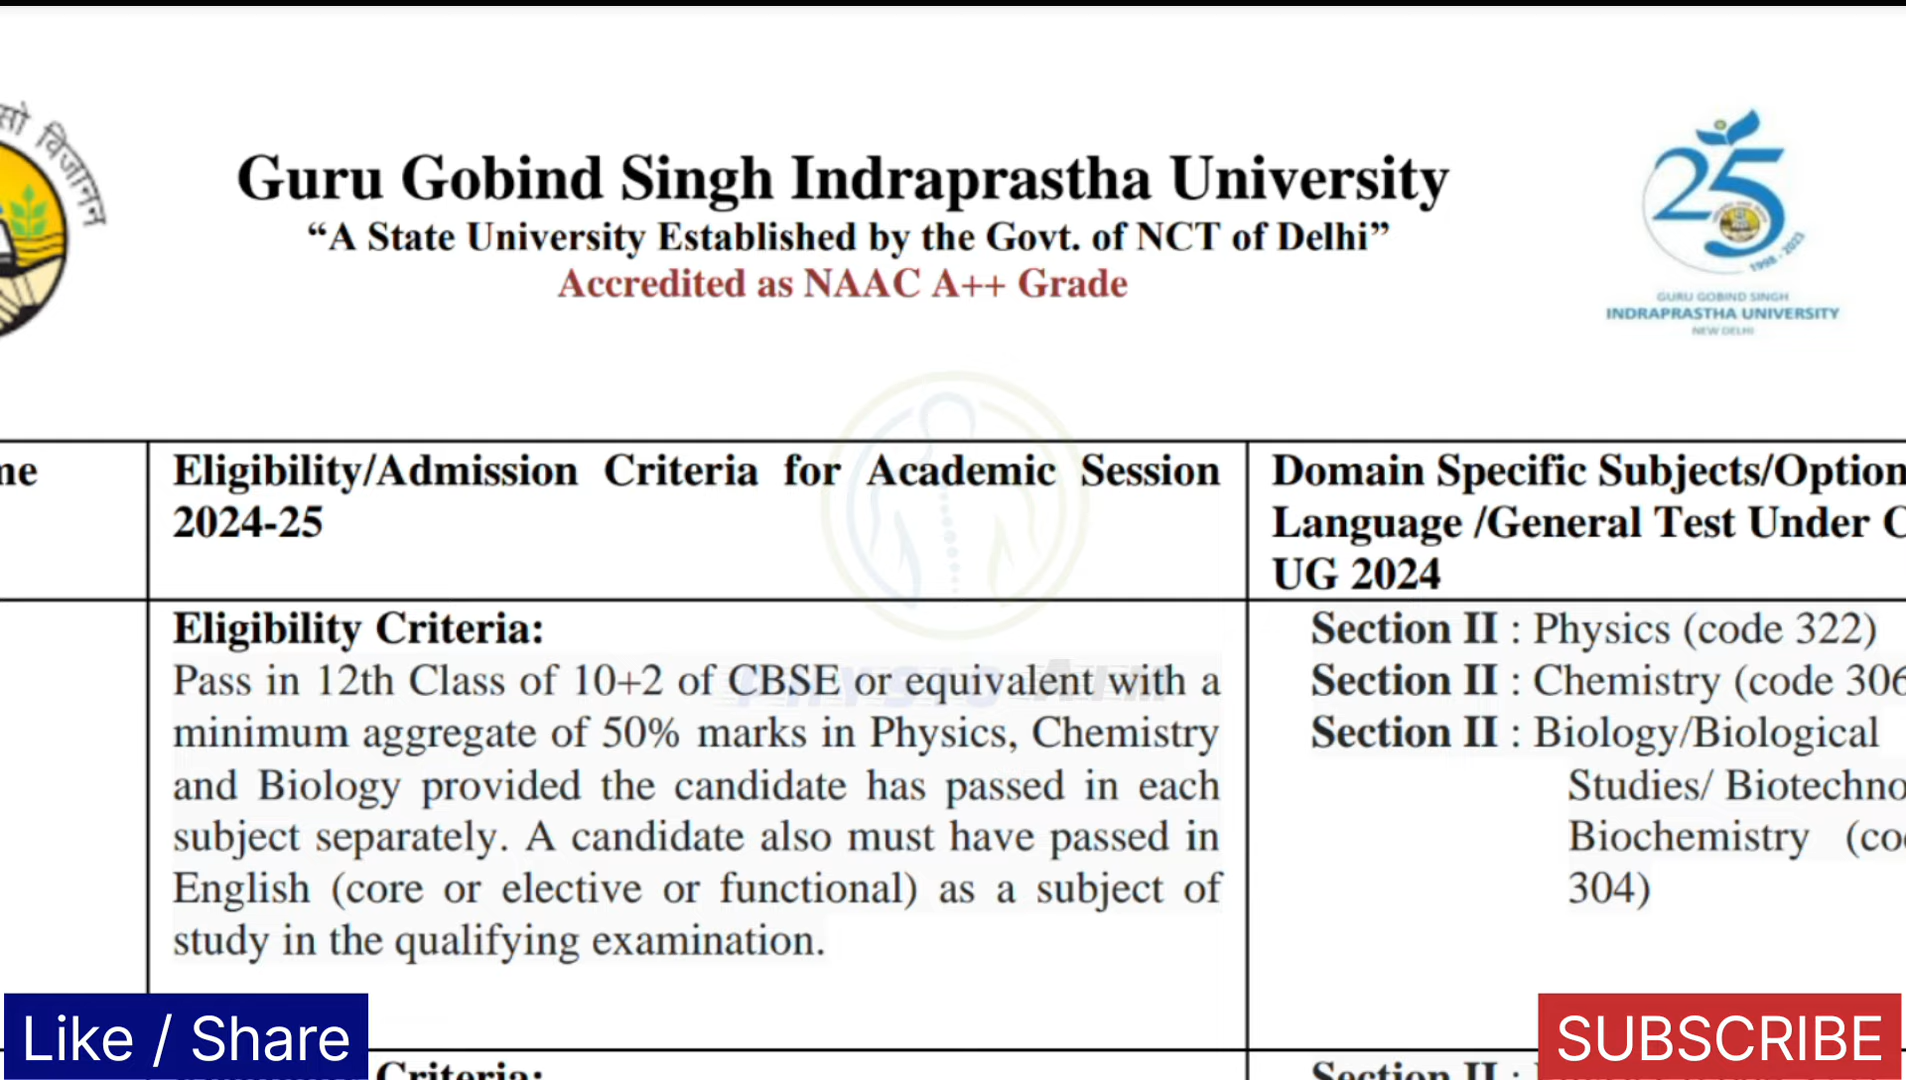 सो विजानन
Guru Gobind Singh Indraprastha University
“A State University Established by the Govt. of NCT of Delhi”
Accredited as NAAC A++ Grade
25
1998 - 2023
GURU GOBIND SINGH
INDRAPRASTHA UNIVERSITY
NEW DELHI
me
Eligibility/Admission Criteria for Academic Session
2024-25
Domain Specific Subjects/Option
Language /General Test Under C
UG 2024
Eligibility Criteria:
Pass in 12th Class of 10+2 of CBSE or equivalent with a
minimum aggregate of 50% marks in Physics, Chemistry
and Biology provided the candidate has passed in each
subject separately. A candidate also must have passed in
English (core or elective or functional) as a subject of
study in the qualifying examination.
Section II : Physics (code 322)
Section II : Chemistry (code 306
Section II : Biology/Biological
Studies/ Biotechno
Biochemistry (co
304)
PHYSIO AIM
Like / Share
SUBSCRIBE
Criteria:
Section II :